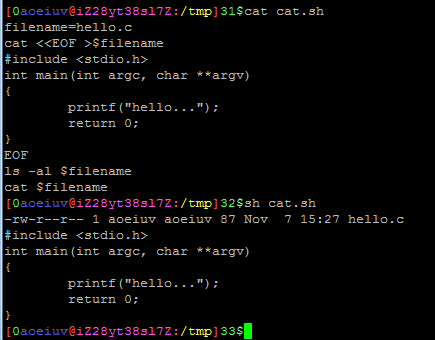 [0aoeiuv@iZ28yt38sl7Z:/tmp]31$cat cat.sh
filename=hello.c
cat <<EOF >$filename
#include <stdio.h>
int main(int argc, char **argv)
{
        printf("hello...");
        return 0;
}
EOF
ls -al $filename
cat $filename
[0aoeiuv@iZ28yt38sl7Z:/tmp]32$sh cat.sh
-rw-r--r-- 1 aoeiuv aoeiuv 87 Nov  7 15:27 hello.c
#include <stdio.h>
int main(int argc, char **argv)
{
        printf("hello...");
        return 0;
}
[0aoeiuv@iZ28yt38sl7Z:/tmp]33$